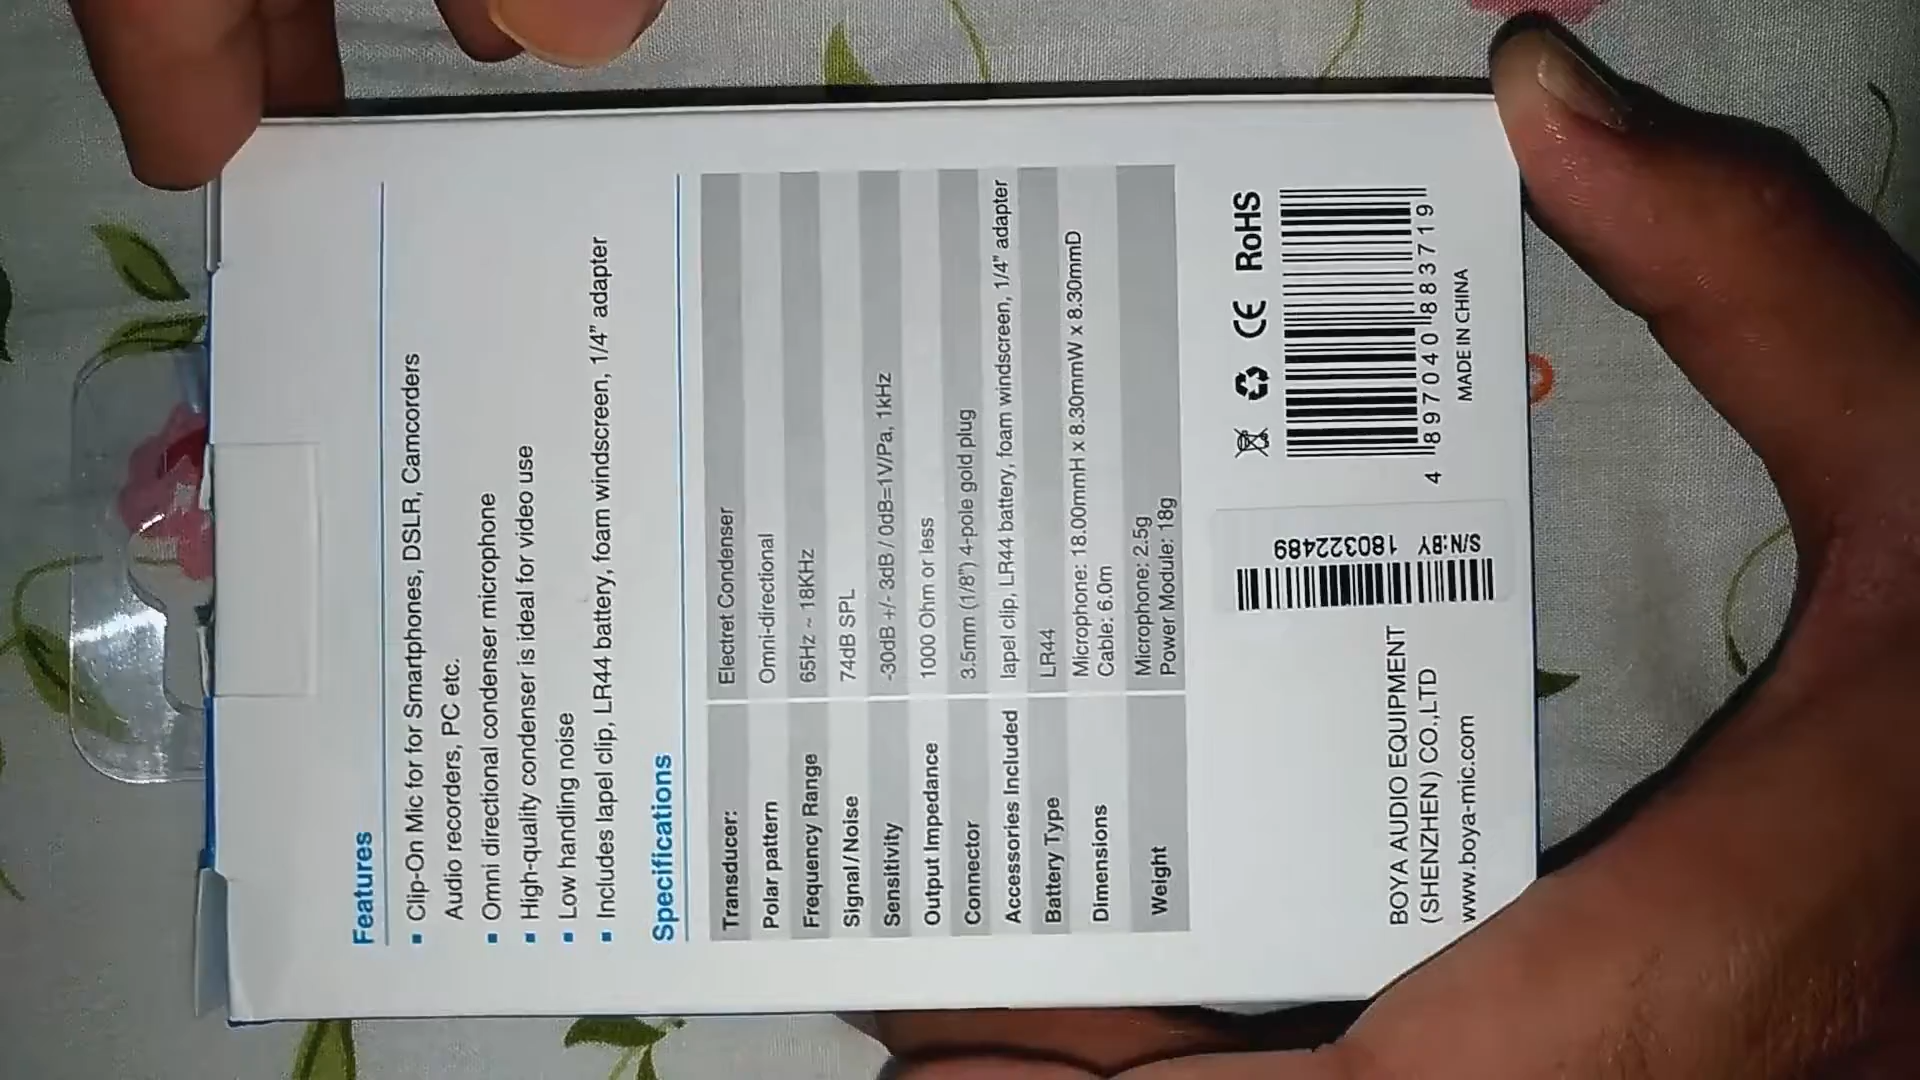 Features
▪ Clip-On Mic for for Smartphones, DSLR, Camcorders
Audio recorders, PC etc.
▪ Omni directional condenser microphone
▪ High-quality condenser is ideal for video use
▪ Low handling noise
▪ Includes lapel clip, LR44 battery, foam windscreen, 1/4" adapter
Specifications
Transducer: Electret Condenser
Polar pattern Omni-directional
Frequency Range 65Hz ~ 18KHz
Signal/Noise 74dB SPL
Sensitivity -30dB +/- 3dB / 0dB=1V/Pa, 1kHz
Output Impedance 1000 Ohm or less
Connector 3.5mm (1/8") 4-pole gold plug
Accessories Included lapel clip, LR44 battery, foam windscreen, 1/4" adapter
Battery Type LR44
Dimensions Microphone: 18.00mmH x 8.30mmW x 8.30mmD
Cable: 6.0m
Weight Microphone: 2.5g
Power Module: 18g
CE RoHS
BOYA AUDIO EQUIPMENT
(SHENZHEN) CO.,LTD
www.boya-mic.com
S/N:BY 180322489
4 897040 883719
MADE IN CHINA